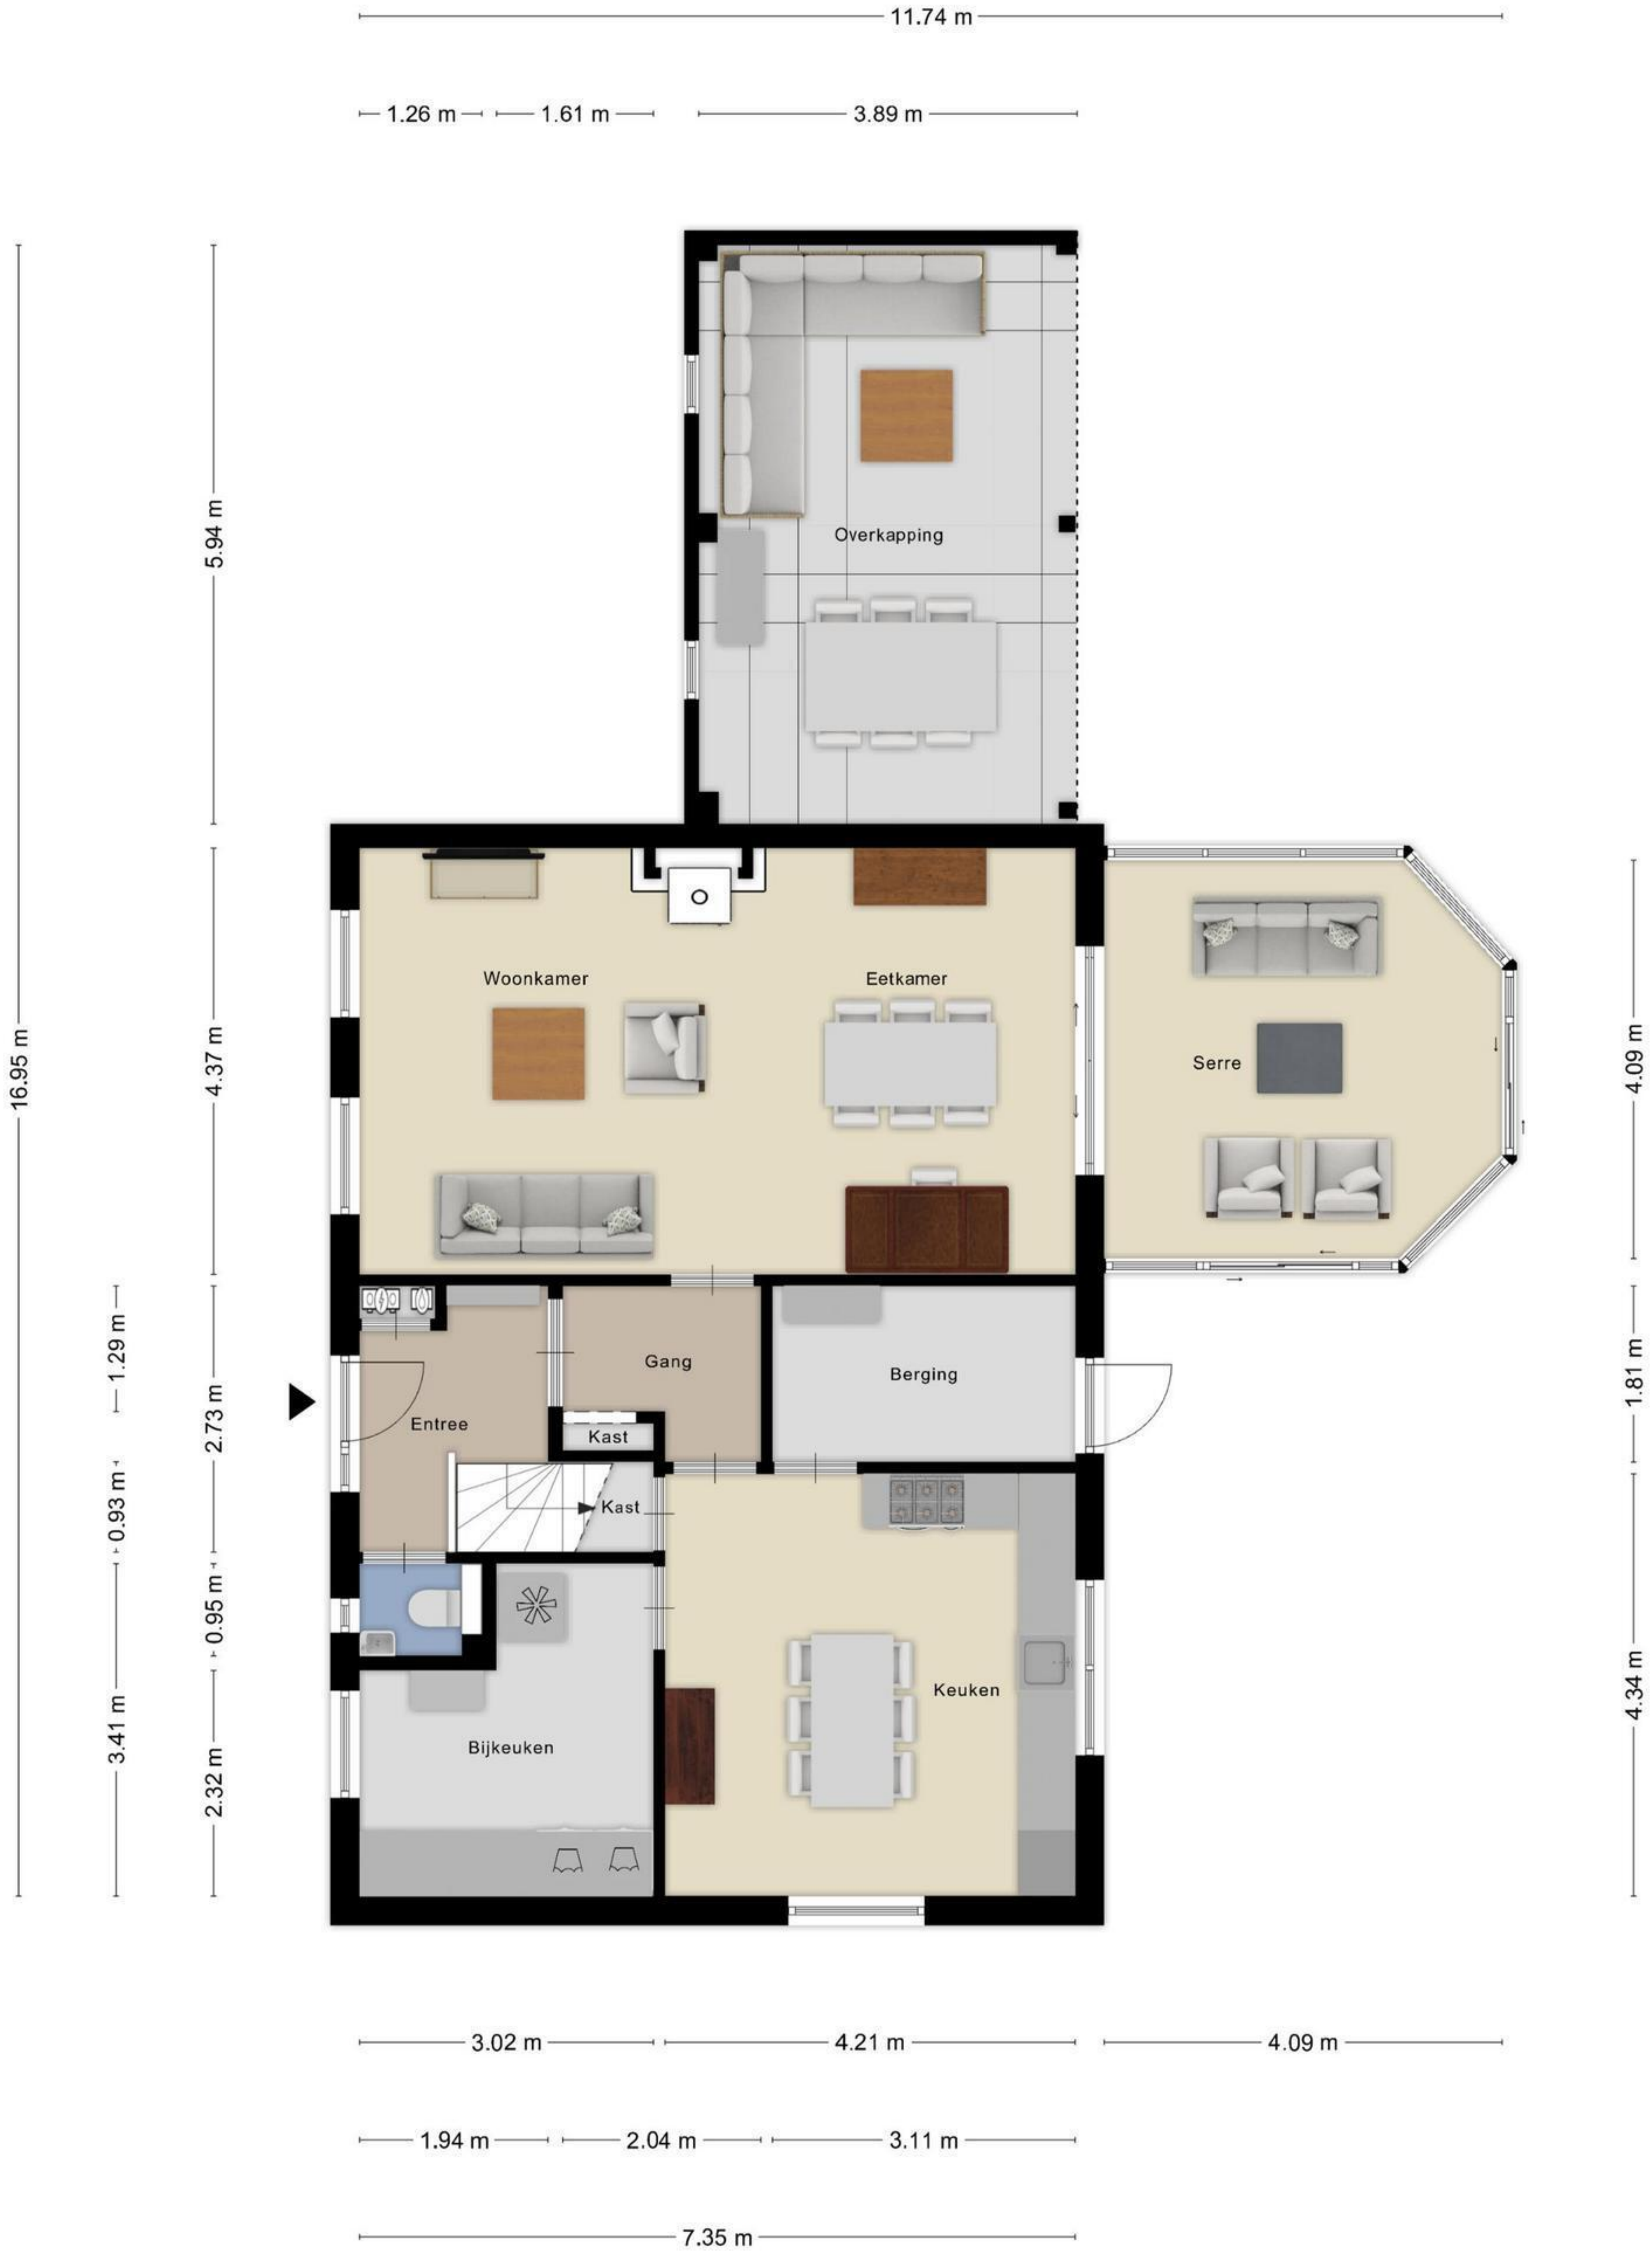 11.74 m
1.26 m
1.61 m
3.89 m
16.95 m
5.94 m
Overkapping
4.37 m
Woonkamer
Eetkamer
Serre
4.09 m
1.29 m
2.73 m
Gang
Berging
1.81 m
Entree
Kast
0.93 m
Kast
0.95 m
3.41 m
2.32 m
Keuken
Bijkeuken
4.34 m
3.02 m
4.21 m
4.09 m
1.94 m
2.04 m
3.11 m
7.35 m